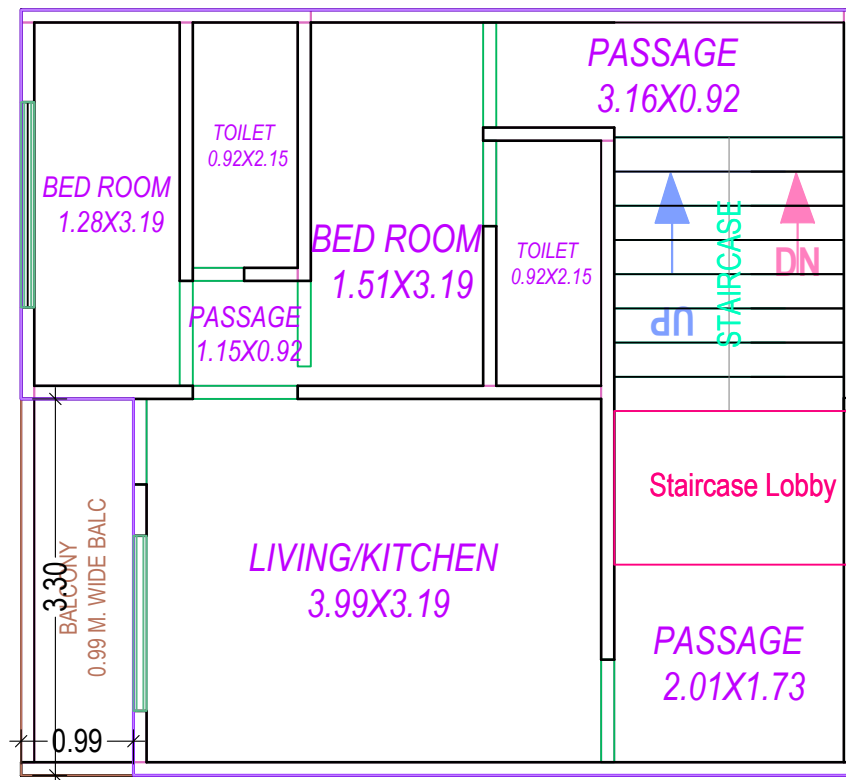 PASSAGE
3.16X0.92
TOILET
0.92X2.15
BED ROOM
1.28X3.19
BED ROOM
1.51X3.19
TOILET
0.92X2.15
STAIRCASE
UP
DN
PASSAGE
1.15X0.92
Staircase Lobby
LIVING/KITCHEN
3.99X3.19
BALCONY
0.99 M. WIDE BALC
3.30
PASSAGE
2.01X1.73
0.99